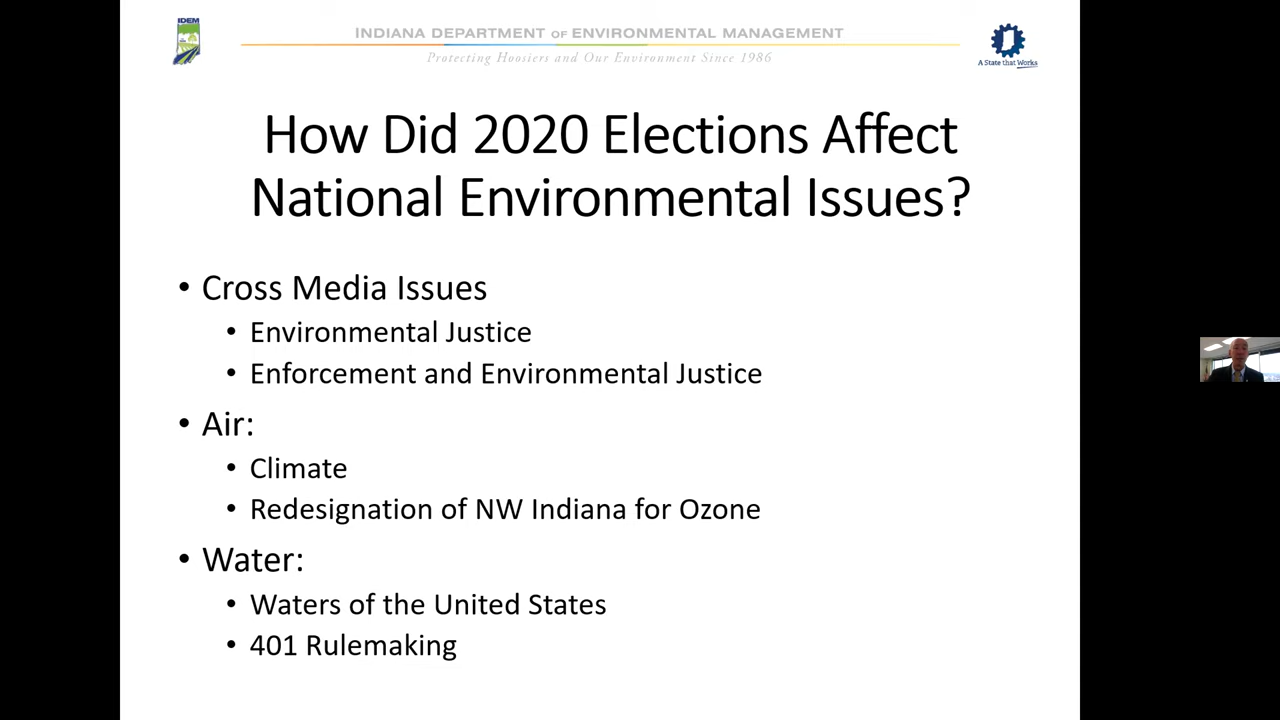 IDEM
INDIANA DEPARTMENT OF ENVIRONMENTAL MANAGEMENT
Protecting Hoosiers and Our Environment Since 1986
A State that Works
How Did 2020 Elections Affect
National Environmental Issues?
• Cross Media Issues
• Environmental Justice
• Enforcement and Environmental Justice
• Air:
• Climate
• Redesignation of NW Indiana for Ozone
• Water:
• Waters of the United States
• 401 Rulemaking